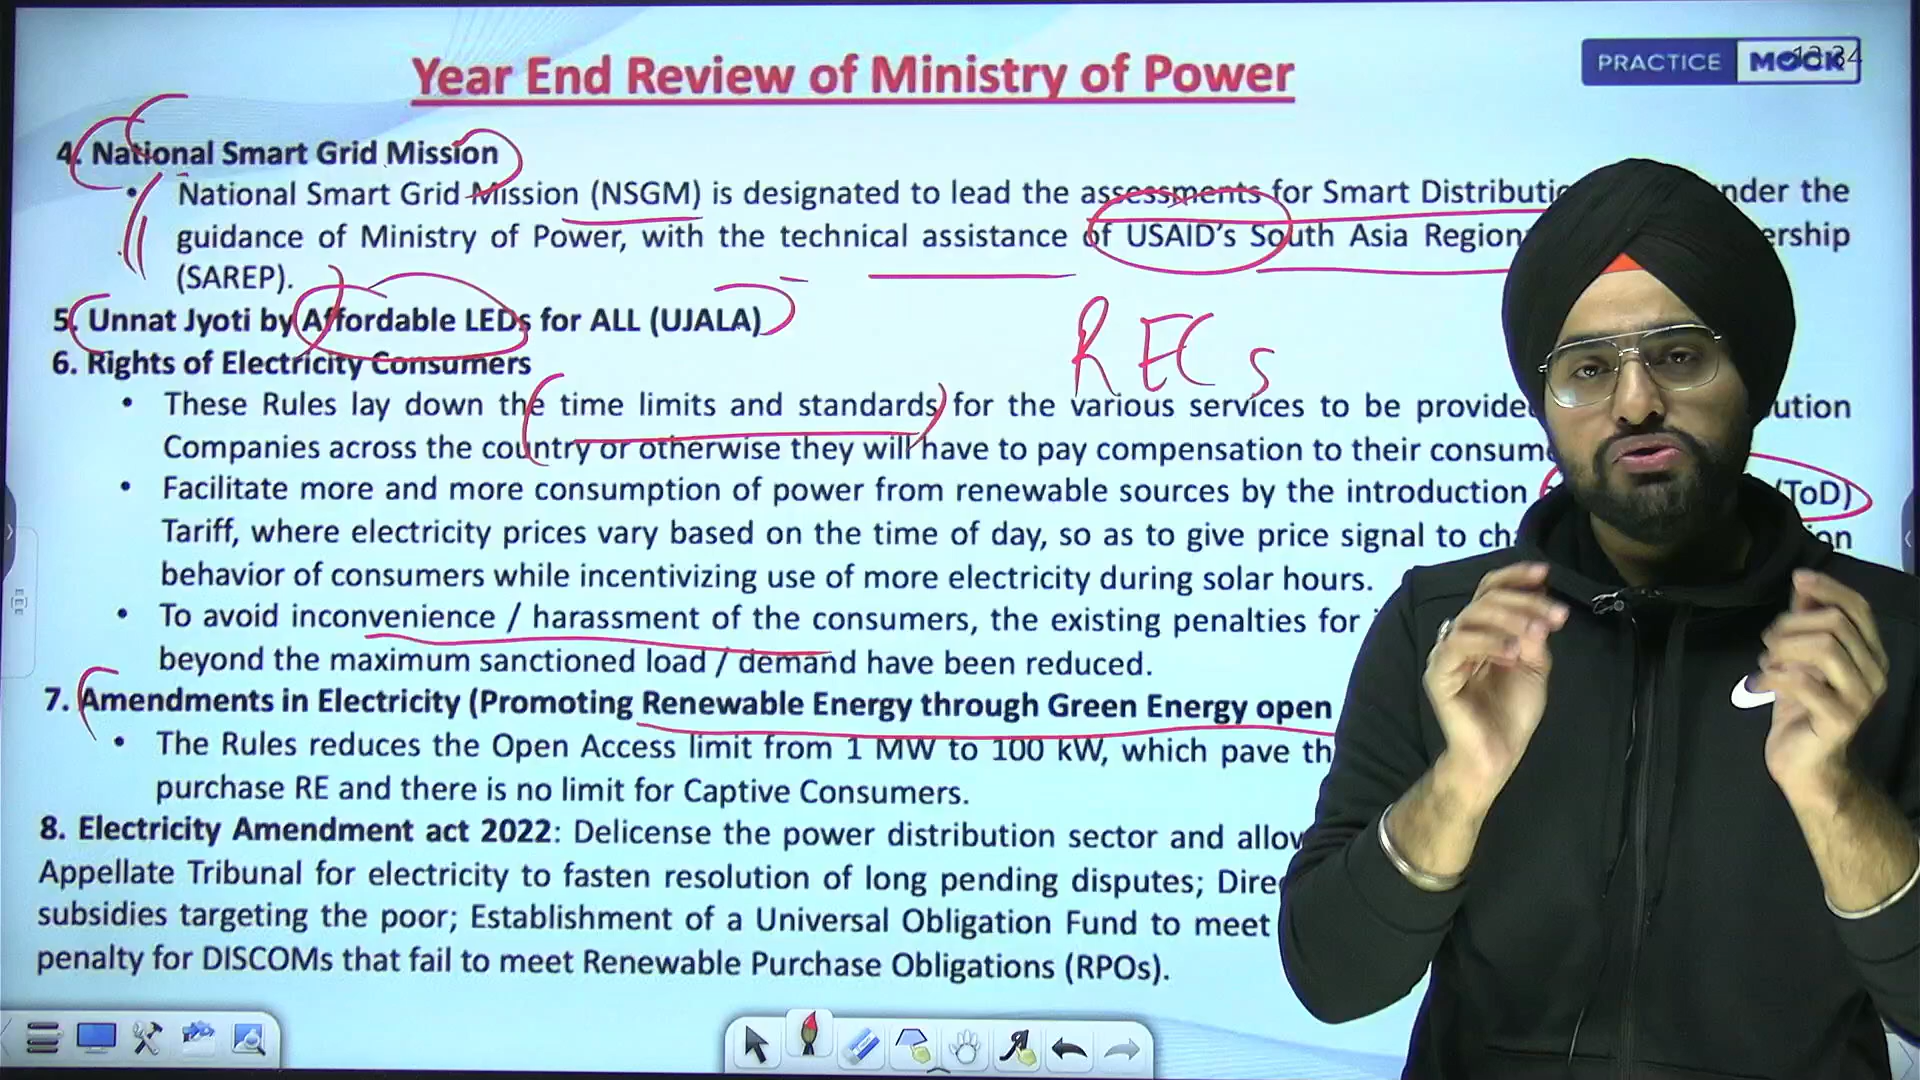 Year End Review of Ministry of Power
PRACTICE MOCK
4. National Smart Grid Mission
• National Smart Grid Mission (NSGM) is designated to lead the assessments for Smart Distributio nder the
guidance of Ministry of Power, with the technical assistance of USAID's South Asia Region ership
(SAREP).
5. Unnat Jyoti by Affordable LEDs for ALL (UJALA)
RECs
6. Rights of Electricity Consumers
• These Rules lay down the time limits and standards for the various services to be provide ution
Companies across the country or otherwise they will have to pay compensation to their consum
• Facilitate more and more consumption of power from renewable sources by the introduction (ToD)
Tariff, where electricity prices vary based on the time of day, so as to give price signal to ch on
behavior of consumers while incentivizing use of more electricity during solar hours.
• To avoid inconvenience / harassment of the consumers, the existing penalties for
beyond the maximum sanctioned load / demand have been reduced.
7. Amendments in Electricity (Promoting Renewable Energy through Green Energy open
• The Rules reduces the Open Access limit from 1 MW to 100 kW, which pave th
purchase RE and there is no limit for Captive Consumers.
8. Electricity Amendment act 2022: Delicense the power distribution sector and allow
Appellate Tribunal for electricity to fasten resolution of long pending disputes; Dire
subsidies targeting the poor; Establishment of a Universal Obligation Fund to meet
penalty for DISCOMs that fail to meet Renewable Purchase Obligations (RPOs).